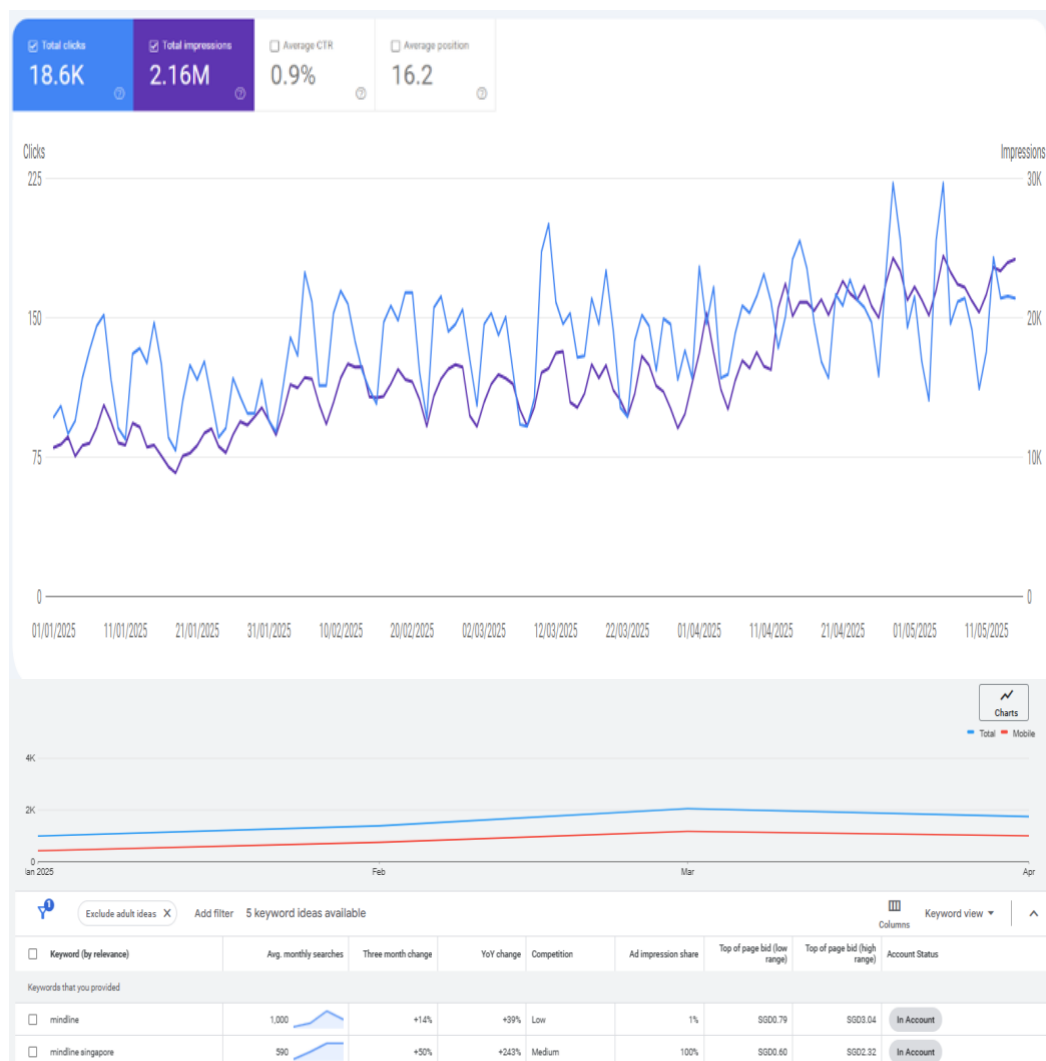 Total clicks
18.6K
Total impressions
2.16M
Average CTR
0.9%
Average position
16.2
Clicks
Impressions
225
30K
150
20K
75
10K
0
0
01/01/2025 11/01/2025 21/01/2025 31/01/2025 10/02/2025 20/02/2025 02/03/2025 12/03/2025 22/03/2025 01/04/2025 11/04/2025 21/04/2025 01/05/2025 11/05/2025
Charts
Total Mobile
4K
2K
0
Jan 2025 Feb Mar Apr
1
Exclude adult ideas X Add filter 5 keyword ideas available Columns Keyword view
Keyword (by relevance) Avg. monthly searches Three month change YoY change Competition Ad impression share Top of page bid (low range) Top of page bid (high range) Account Status
Keywords that you provided
mindline 1,000 +14% +39% Low 1% SGD0.79 SGD3.04 In Account
mindline singapore 590 +50% +243% Medium 100% SGD0.60 SGD2.32 In Account